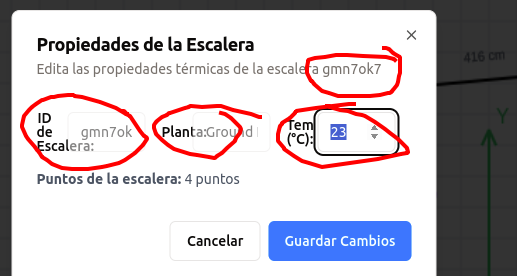 Propiedades de la Escalera
Edita las propiedades térmicas de la escalera gmn7ok7
416 cm
ID de Escalera: gmn7ok
Planta: Ground
Tem (°C): 23
Y
Puntos de la escalera: 4 puntos
Cancelar
Guardar Cambios